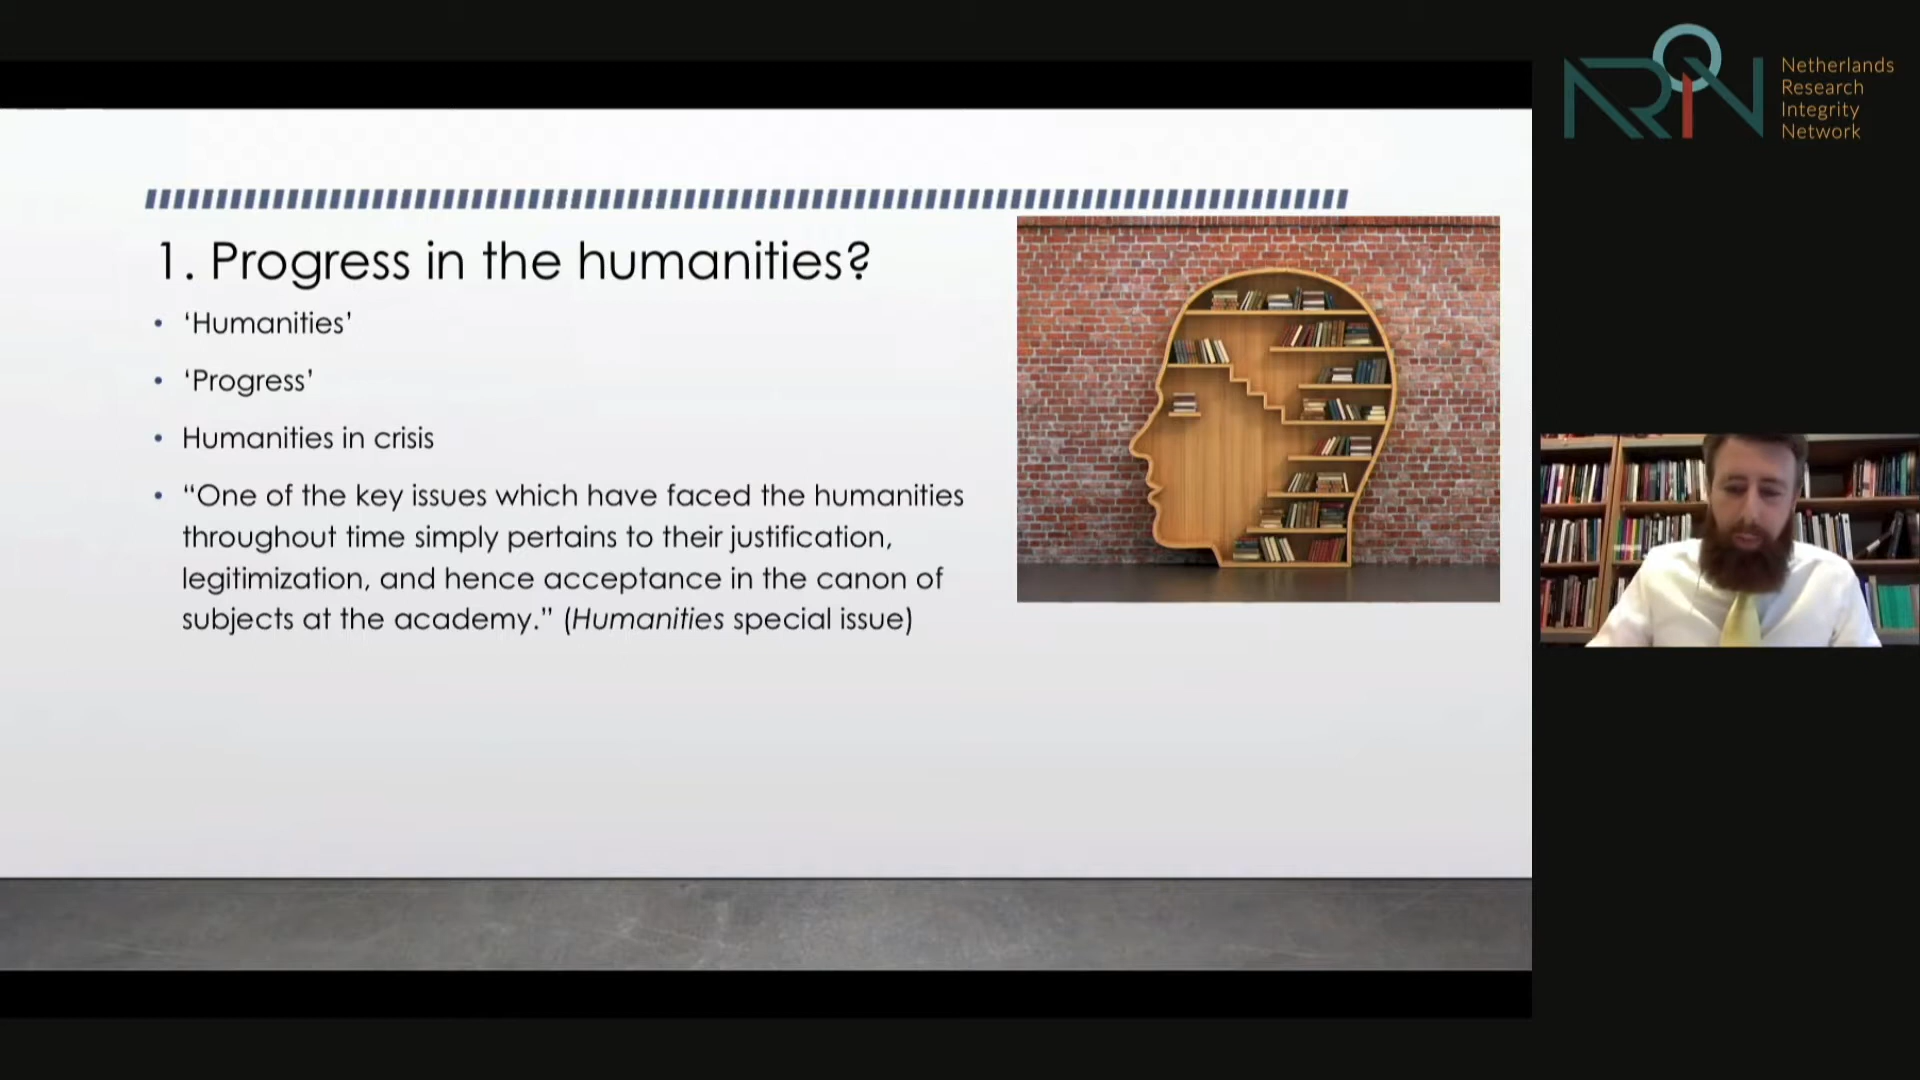 1. Progress in the humanities?
• ‘Humanities’
• ‘Progress’
• Humanities in crisis
• “One of the key issues which have faced the humanities
throughout time simply pertains to their justification,
legitimization, and hence acceptance in the canon of
subjects at the academy.” (Humanities special issue)
NRIN
Netherlands
Research
Integrity
Network